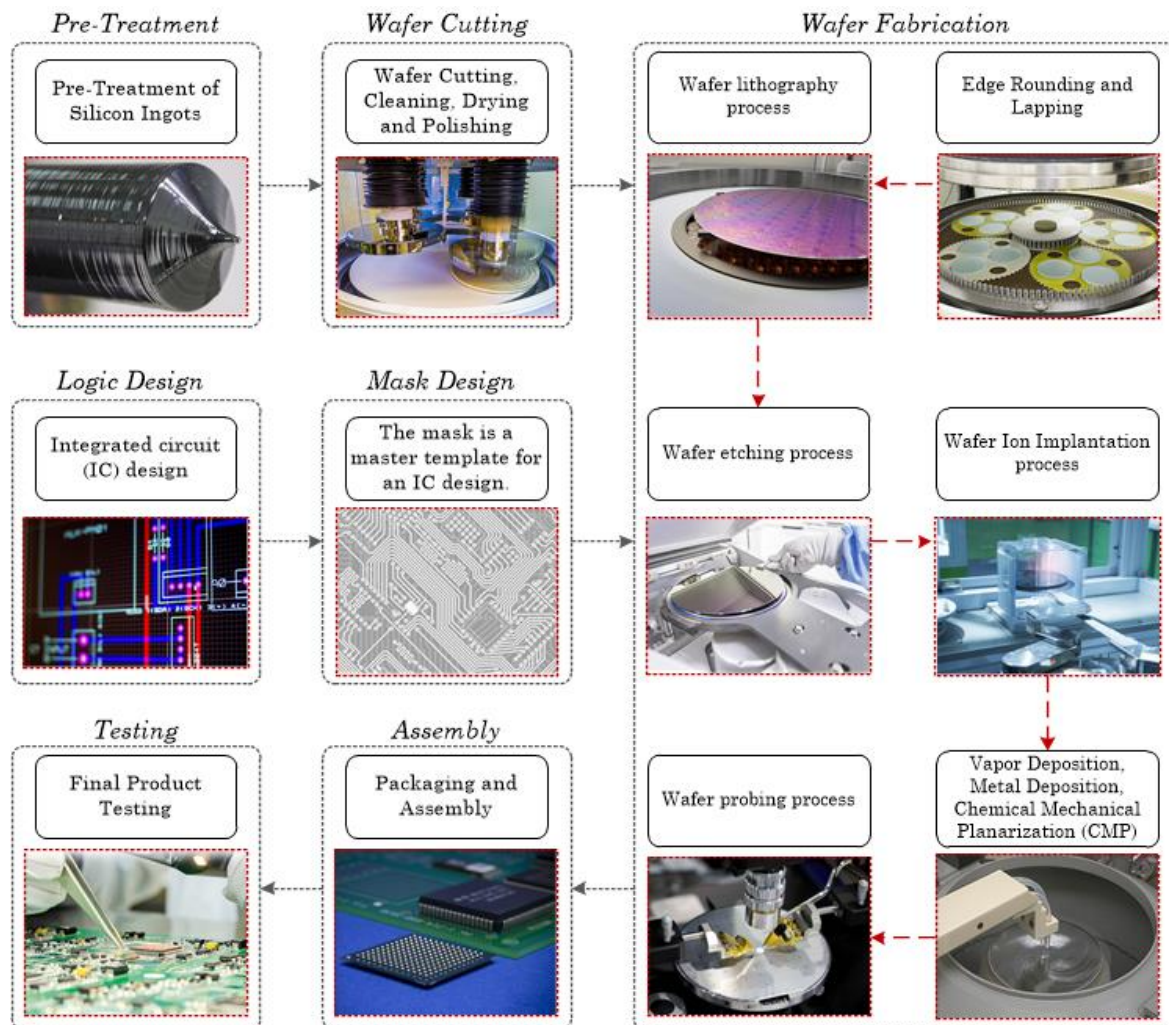 Pre-Treatment
Wafer Cutting
Wafer Fabrication
Pre-Treatment of
Silicon Ingots
Wafer Cutting,
Cleaning, Drying
and Polishing
Wafer lithography
process
Edge Rounding and
Lapping
Logic Design
Mask Design
Integrated circuit
(IC) design
The mask is a
master template for
an IC design.
Wafer etching process
Wafer Ion Implantation
process
Testing
Assembly
Final Product
Testing
Packaging and
Assembly
Wafer probing process
Vapor Deposition,
Metal Deposition,
Chemical Mechanical
Planarization (CMP)